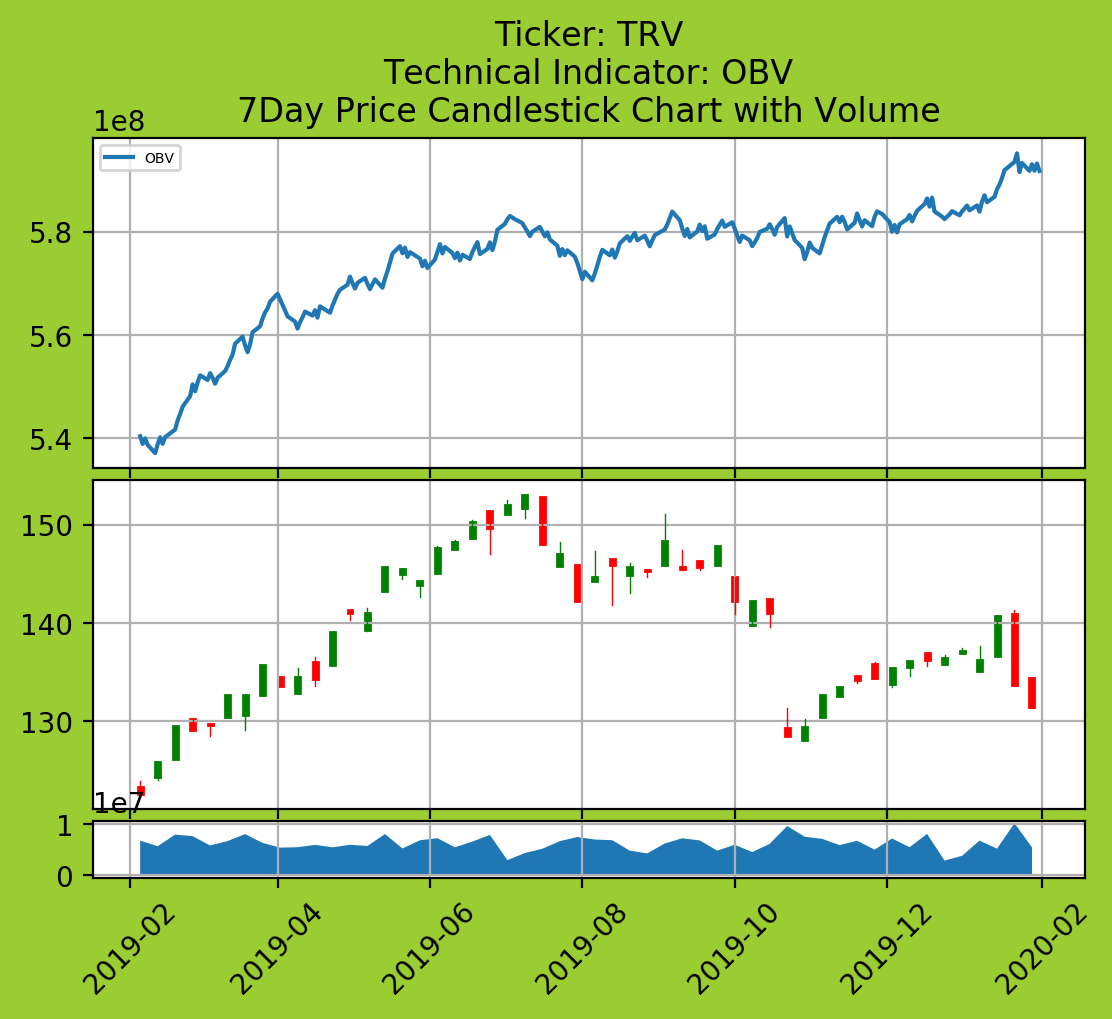 Ticker: TRV
Technical Indicator: OBV
7Day Price Candlestick Chart with Volume
1e8
OBV
5.8
5.6
5.4
150
140
130
1e7
1
0
2019-02
2019-04
2019-06
2019-08
2019-10
2019-12
2020-02